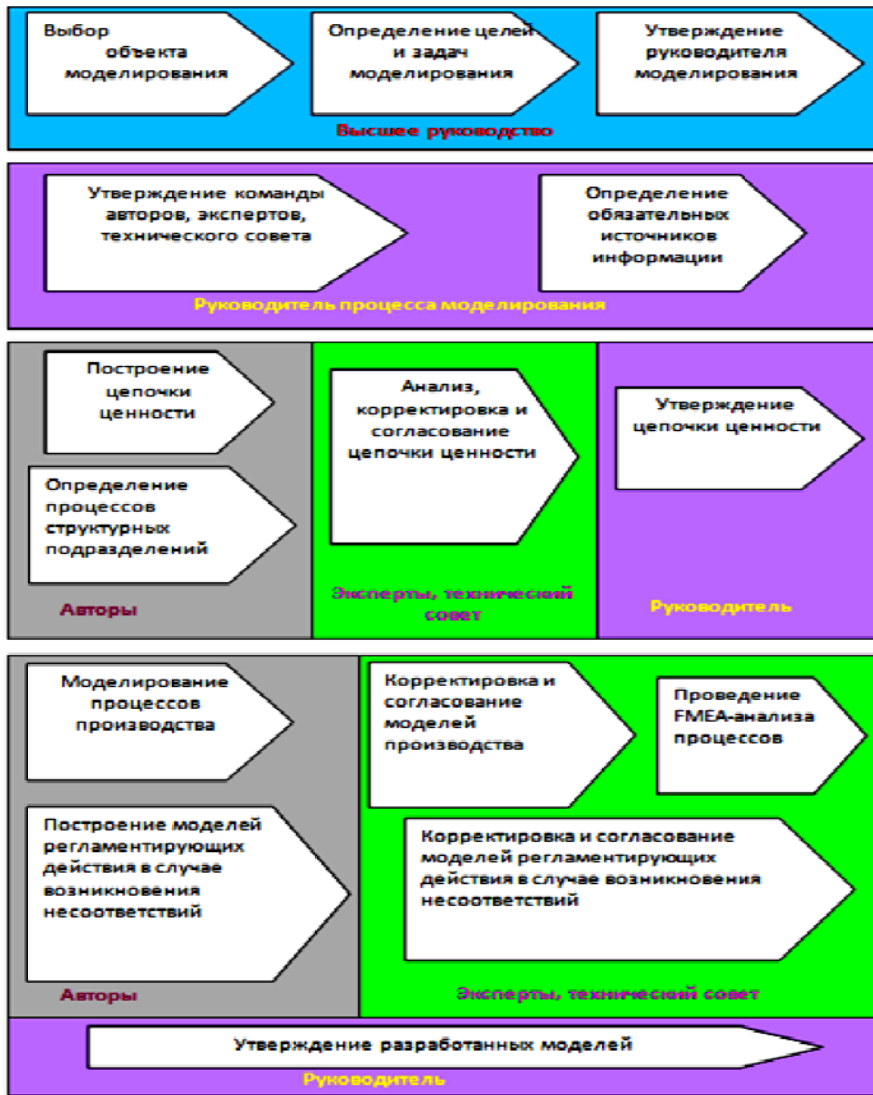 Выбор
объекта
моделирования
Определение целей
и задач
моделирования
Утверждение
руководителя
моделирования
Высшее руководство
Утверждение команды
авторов, экспертов,
технического совета
Определение
обязательных
источников
информации
Руководитель процесса моделирования
Построение
цепочки
ценности
Определение
процессов
структурных
подразделений
Авторы
Анализ,
корректировка и
согласование
цепочки ценности
Эксперты, технический
совет
Утверждение
цепочки ценности
Руководитель
Моделирование
процессов
производства
Построение моделей
регламентирующих
действия в случае
возникновения
несоответствий
Авторы
Корректировка и
согласование
моделей
производства
Проведение
FMEA-анализа
процессов
Корректировка и согласование
моделей регламентирующих
действия в случае возникновения
несоответствий
Эксперты, технический совет
Утверждение разработанных моделей
Руководитель